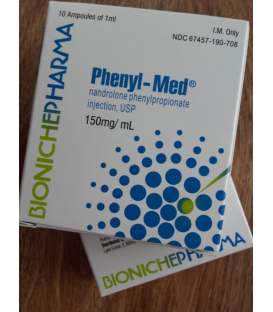 10 Ampoules of 1ml
I.M. Only
NDC 67457-190-708
Phenyl-Med®
nandrolone phenylpropionate
injection, USP
150mg/ mL
BIONICHEPHARMA
BIONICHEPHARMA